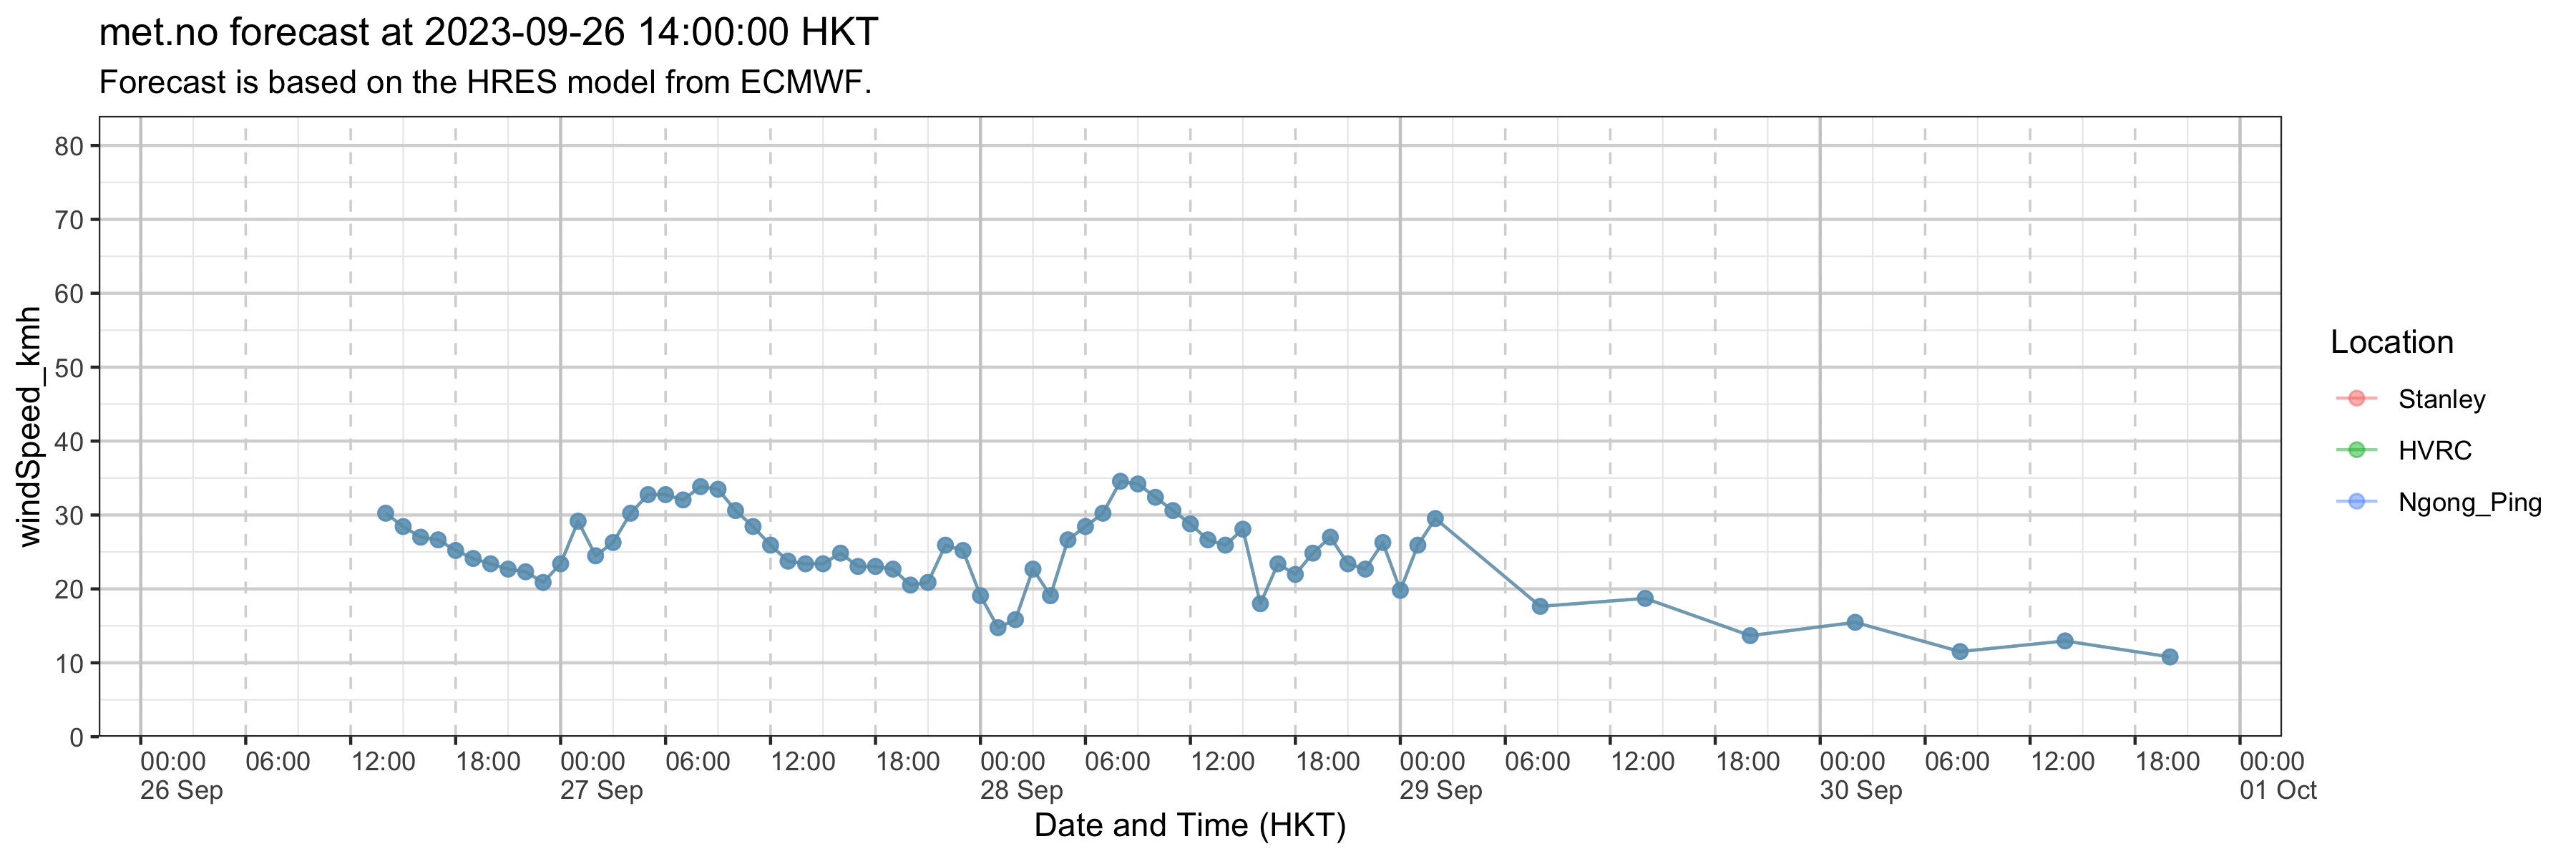 met.no forecast at 2023-09-26 14:00:00 HKT
Forecast is based on the HRES model from ECMWF.
windSpeed_kmh
80
70
60
50
40
30
20
10
0
00:00 06:00 12:00 18:00 00:00 06:00 12:00 18:00 00:00 06:00 12:00 18:00 00:00 06:00 12:00 18:00 00:00 06:00 12:00 18:00 00:00
26 Sep 27 Sep 28 Sep 29 Sep 30 Sep 01 Oct
Date and Time (HKT)
Location
Stanley
HVRC
Ngong_Ping